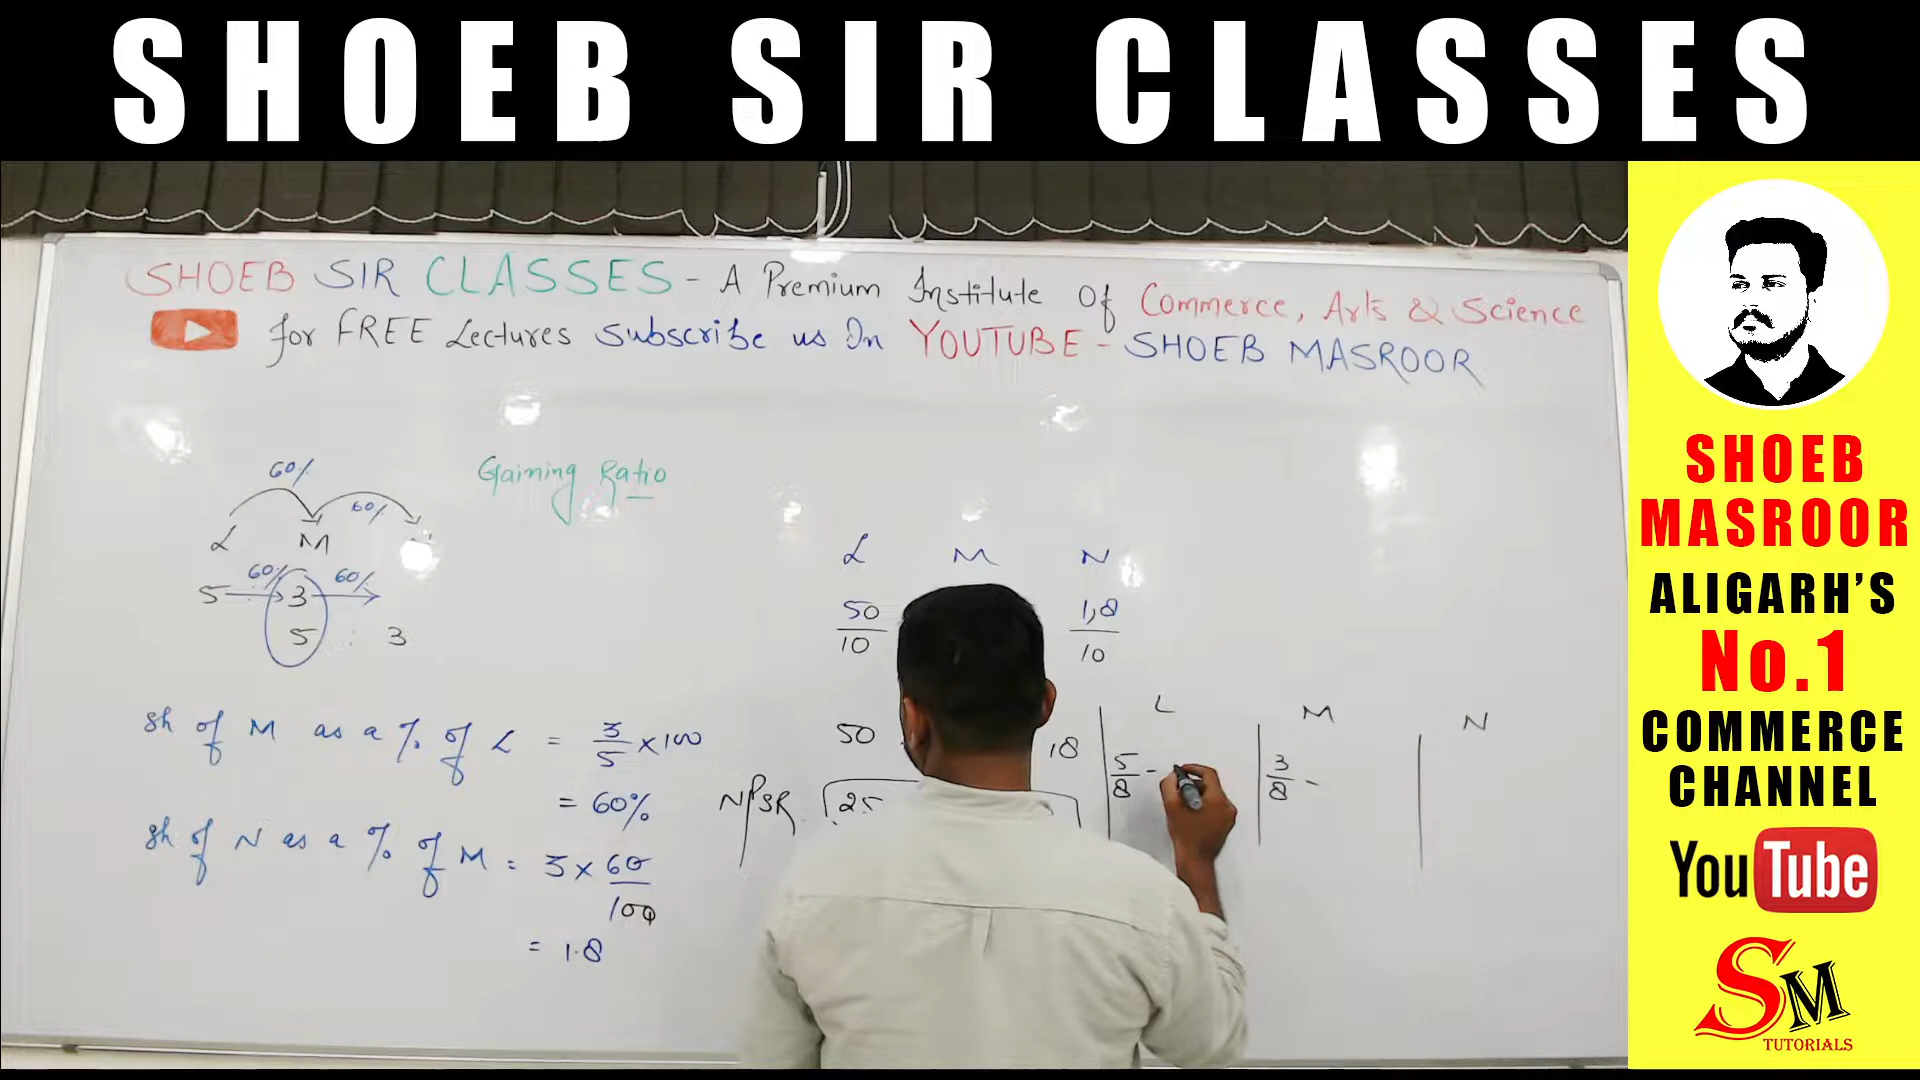 SHOEB SIR CLASSES
SHOEB SIR CLASSES - A Premium Institute Of Commerce, Arts & Science
for FREE Lectures Subscribe us On YOUTUBE - SHOEB MASROOR
Gaining Ratio
60%
60%
L M
60% 60%
5 3
5 : 3
sh of M as a % of L = 3/5 × 100
= 60%
sh of N as a % of M = 3 × 60/100
= 1.8
L M N
50/10 1,8/10
50 18
NPSR 25
L M N
5/8 - 3/8 -
SHOEB
MASROOR
ALIGARH'S
No.1
COMMERCE
CHANNEL
YouTube
SM
TUTORIALS